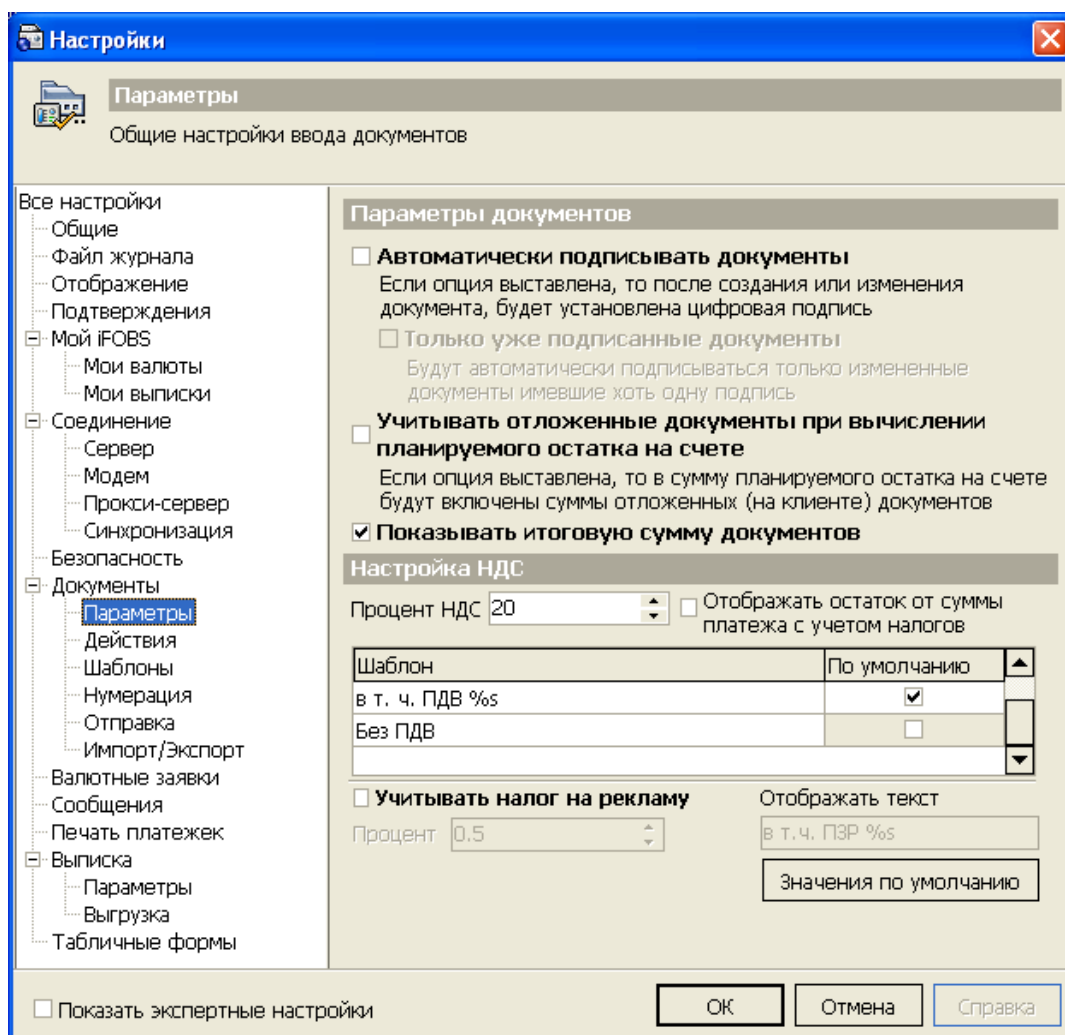 Настройки
Параметры
Общие настройки ввода документов
Все настройки
Общие
Файл журнала
Отображение
Подтверждения
Мой iFOBS
Мои валюты
Мои выписки
Соединение
Сервер
Модем
Прокси-сервер
Синхронизация
Безопасность
Документы
Параметры
Действия
Шаблоны
Нумерация
Отправка
Импорт/Экспорт
Валютные заявки
Сообщения
Печать платежек
Выписка
Параметры
Выгрузка
Табличные формы
Параметры документов
Автоматически подписывать документы
Если опция выставлена, то после создания или изменения
документа, будет установлена цифровая подпись
Только уже подписанные документы
Будут автоматически подписываться только измененные
документы имевшие хоть одну подпись
Учитывать отложенные документы при вычислении
планируемого остатка на счете
Если опция выставлена, то в сумму планируемого остатка на счете
будут включены суммы отложенных (на клиенте) документов
Показывать итоговую сумму документов
Настройка НДС
Процент НДС 20
Отображать остаток от суммы
платежа с учетом налогов
Шаблон По умолчанию
в т. ч. ПДВ %s
Без ПДВ
Учитывать налог на рекламу
Отображать текст
Процент 0.5
в т.ч. ПЗР %s
Значения по умолчанию
Показать экспертные настройки
ОК
Отмена
Справка